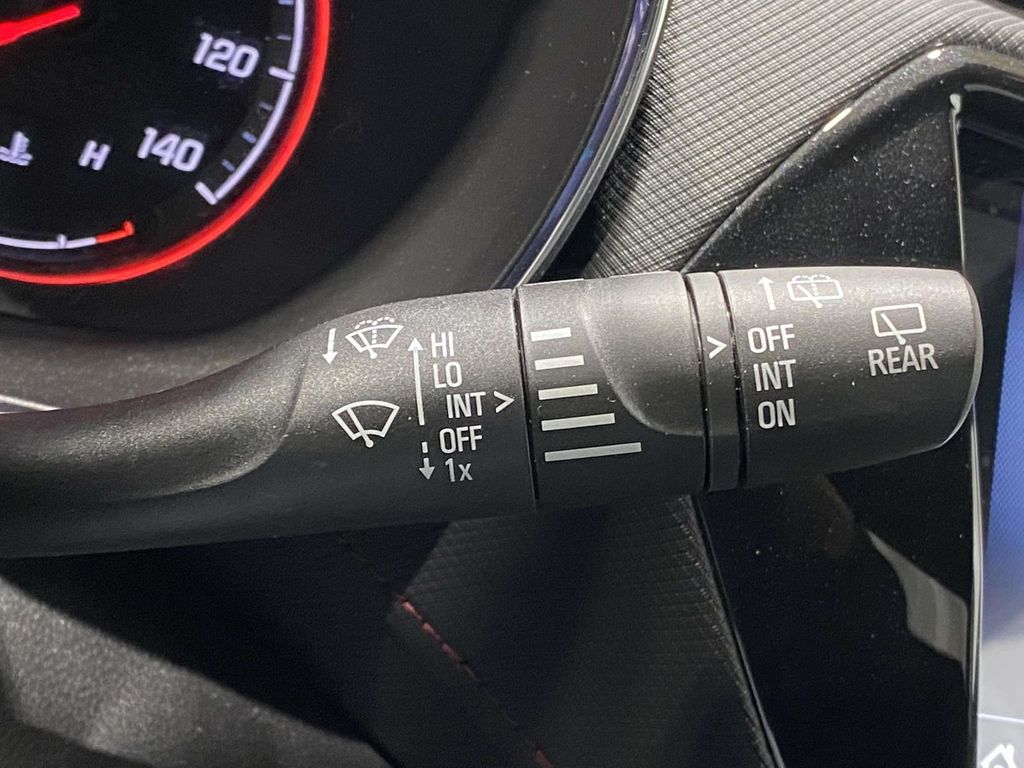 120
140
H
HI
LO
INT >
OFF
1x
>
OFF
INT
ON
REAR